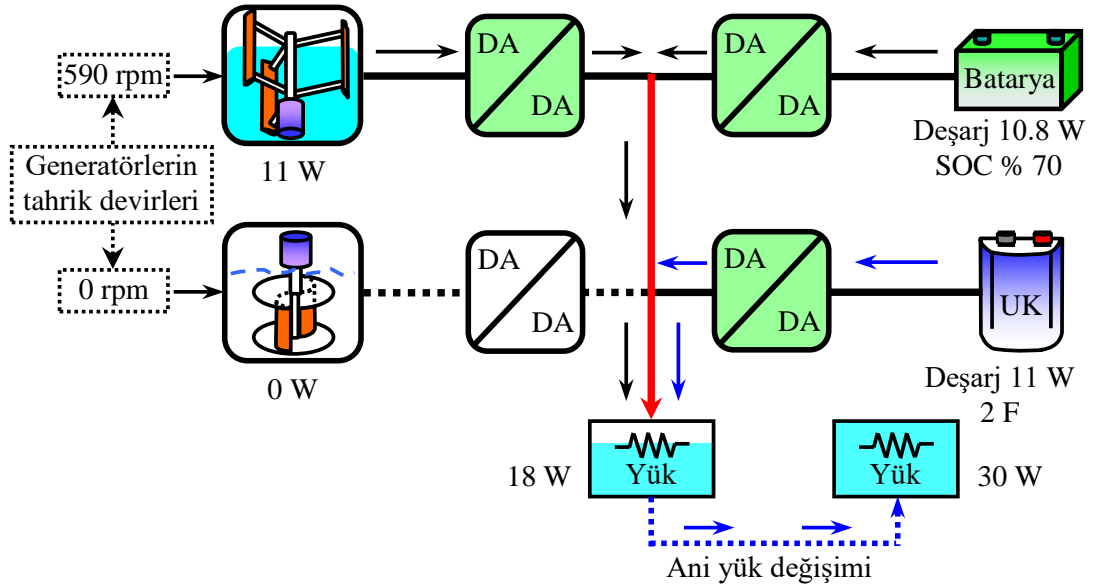 590 rpm
Generatörlerin
tahrik devirleri
0 rpm
11 W
0 W
DA
DA
DA
DA
Batarya
Deşarj 10.8 W
SOC % 70
DA
DA
DA
DA
UK
Deşarj 11 W
2 F
18 W
Yük
Yük
30 W
Ani yük değişimi